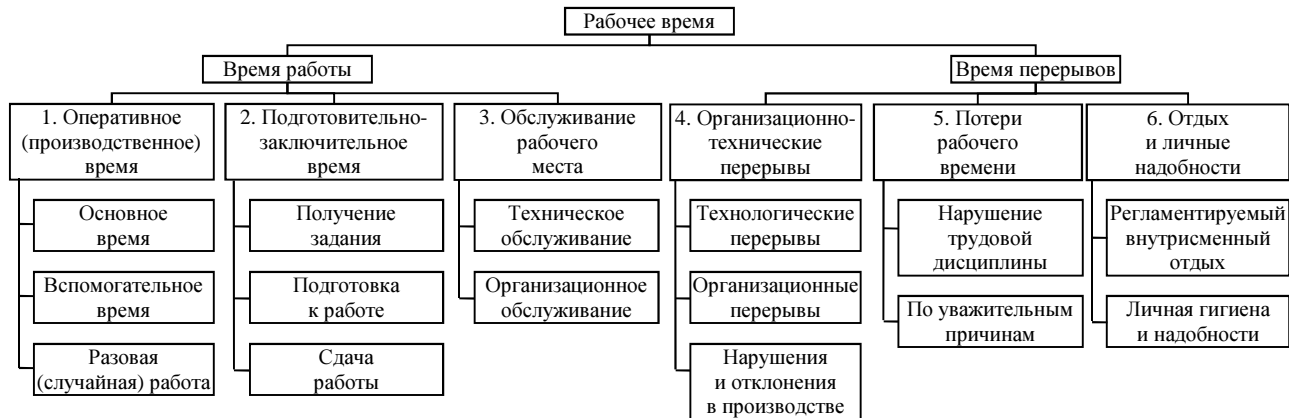 Рабочее время
Время работы
Время перерывов
1. Оперативное
(производственное)
время
2. Подготовительно-
заключительное
время
3. Обслуживание
рабочего
места
4. Организационно-
технические
перерывы
5. Потери
рабочего
времени
6. Отдых
и личные
надобности
Основное
время
Вспомогательное
время
Разовая
(случайная) работа
Получение
задания
Подготовка
к работе
Сдача
работы
Техническое
обслуживание
Организационное
обслуживание
Технологические
перерывы
Организационные
перерывы
Нарушения
и отклонения
в производстве
Нарушение
трудовой
дисциплины
По уважительным
причинам
Регламентируемый
внутрисменный
отдых
Личная гигиена
и надобности